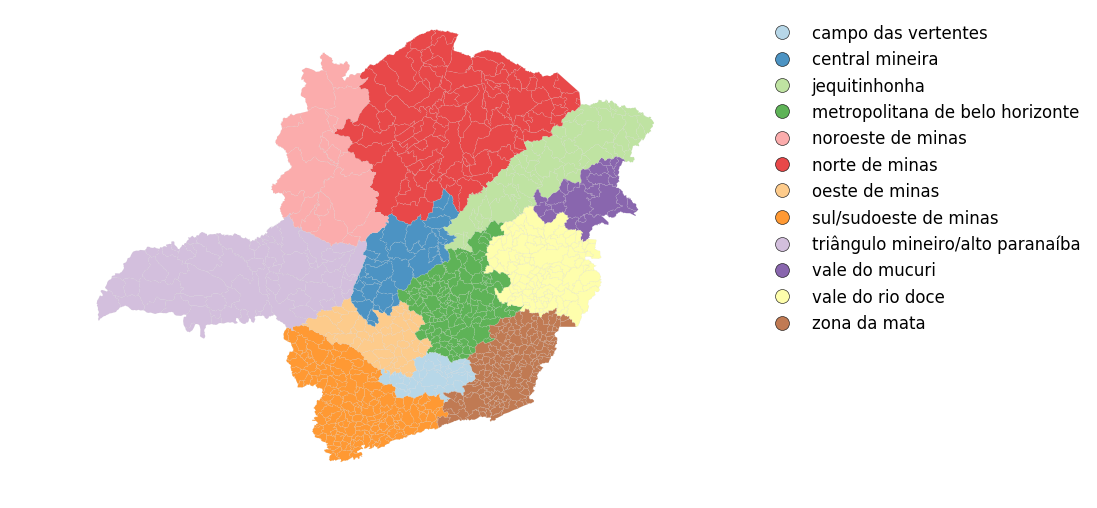 campo das vertentes
central mineira
jequitinhonha
metropolitana de belo horizonte
noroeste de minas
norte de minas
oeste de minas
sul/sudoeste de minas
triângulo mineiro/alto paranaíba
vale do mucuri
vale do rio doce
zona da mata